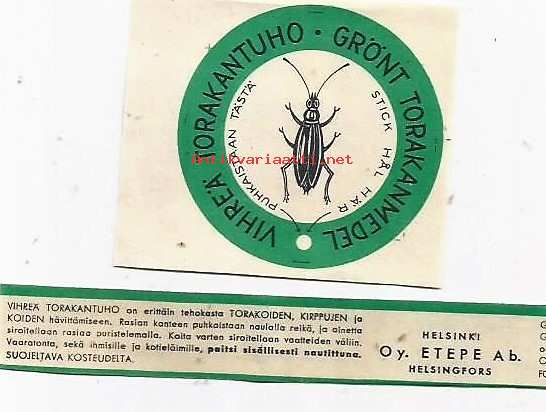 VIHREÄ TORAKANTUHO • GRÖNT TORAKANMEDEL
PUHKAISTAAN TÄSTÄ
STICK HÅL HÄR
Antikvariaatti.net
VIHREÄ TORAKANTUHO on erittäin tehokasta TORAKOIDEN, KIRPPUJEN ja
KOIDEN hävittämiseen. Rasian kanteen puhkaistaan naulalla reikä, ja ainetta
siroitellaan rasiaa puristelemalla. Koita varten siroitellaan vaatteiden väliin.
Vaaratonta, sekä ihmisille ja kotieläimille, paitsi sisällisesti nautittuna.
SUOJELTAVA KOSTEUDELTA.
HELSINKI
Oy. ETEPE Ab.
HELSINGFORS